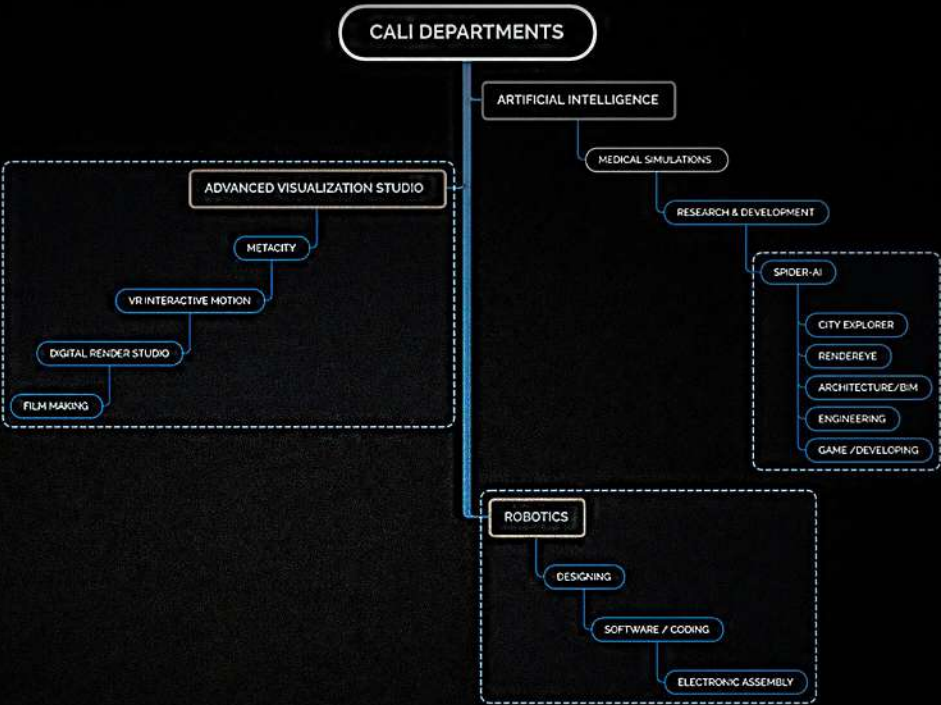 CALI DEPARTMENTS
ARTIFICIAL INTELLIGENCE
MEDICAL SIMULATIONS
RESEARCH & DEVELOPMENT
SPIDER-AI
CITY EXPLORER
RENDEREYE
ARCHITECTURE/BIM
ENGINEERING
GAME /DEVELOPING
ADVANCED VISUALIZATION STUDIO
METACITY
VR INTERACTIVE MOTION
DIGITAL RENDER STUDIO
FILM MAKING
ROBOTICS
DESIGNING
SOFTWARE / CODING
ELECTRONIC ASSEMBLY